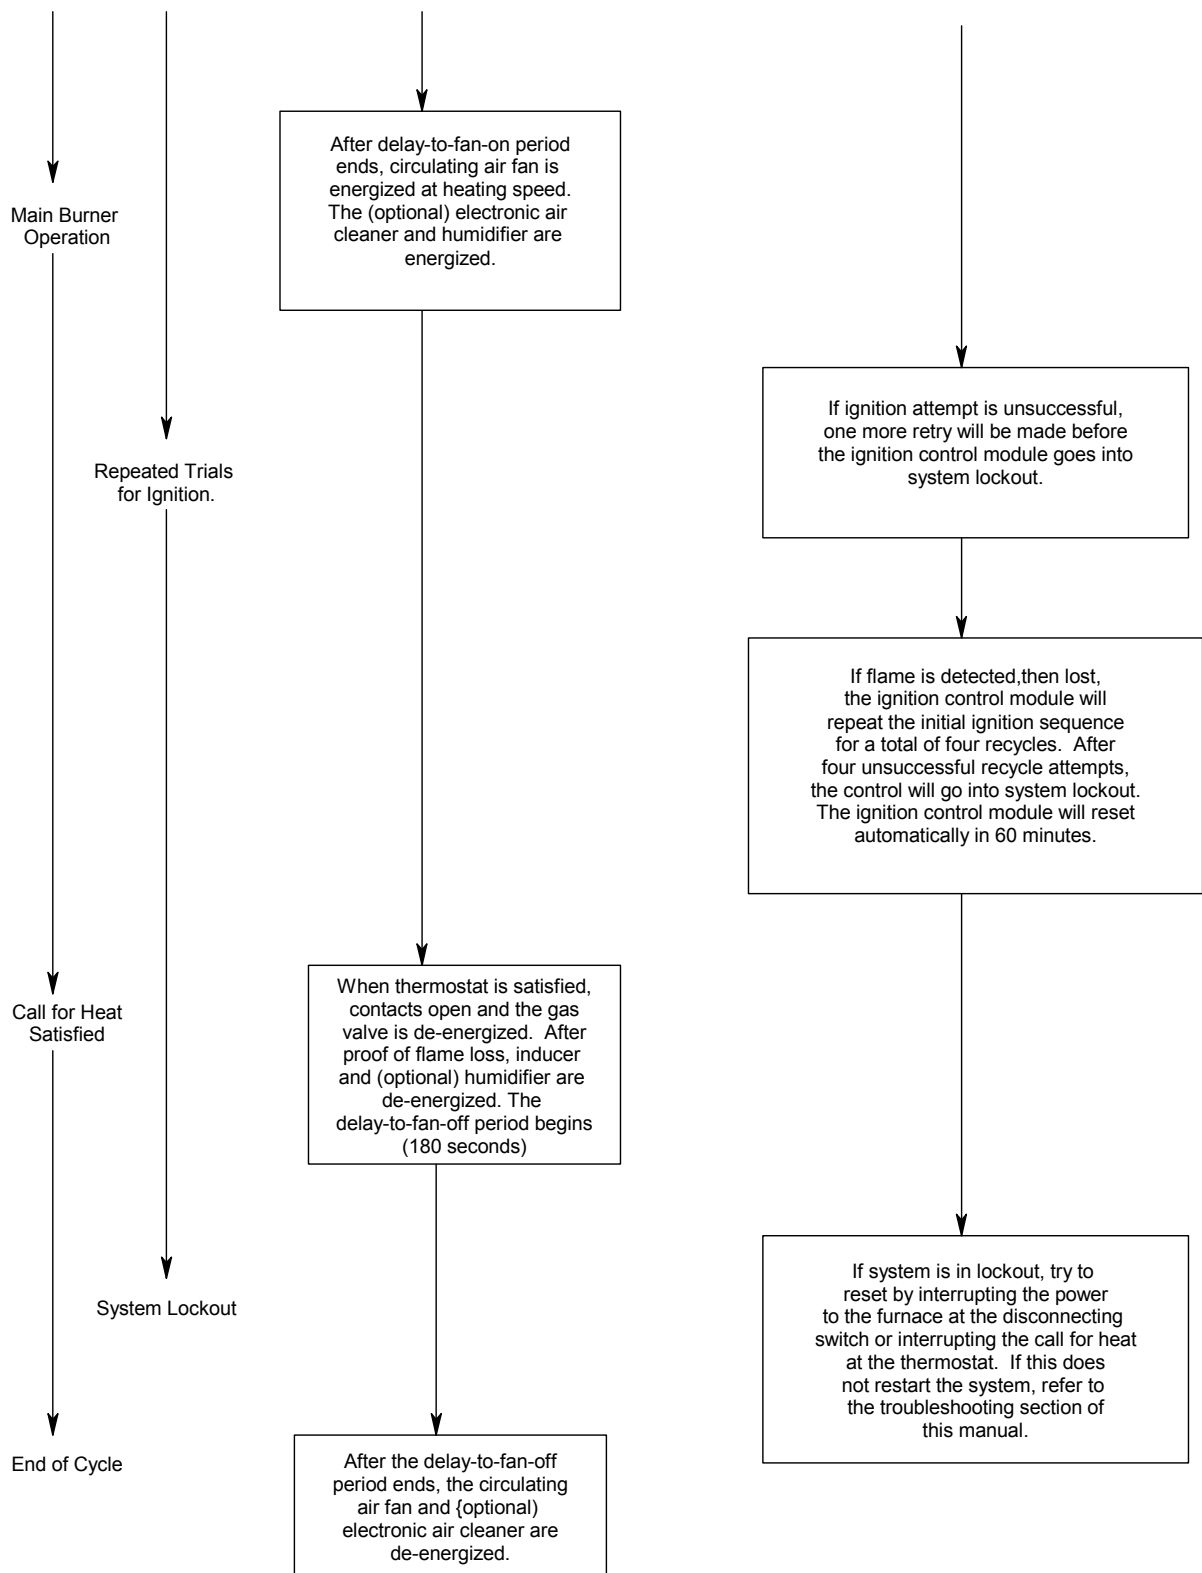 After delay-to-fan-on period
ends, circulating air fan is
energized at heating speed.
The (optional) electronic air
cleaner and humidifier are
energized.
Main Burner
Operation
If ignition attempt is unsuccessful,
one more retry will be made before
the ignition control module goes into
system lockout.
Repeated Trials
for Ignition.
If flame is detected,then lost,
the ignition control module will
repeat the initial ignition sequence
for a total of four recycles. After
four unsuccessful recycle attempts,
the control will go into system lockout.
The ignition control module will reset
automatically in 60 minutes.
Call for Heat
Satisfied
When thermostat is satisfied,
contacts open and the gas
valve is de-energized. After
proof of flame loss, inducer
and (optional) humidifier are
de-energized. The
delay-to-fan-off period begins
(180 seconds)
System Lockout
If system is in lockout, try to
reset by interrupting the power
to the furnace at the disconnecting
switch or interrupting the call for heat
at the thermostat. If this does
not restart the system, refer to
the troubleshooting section of
this manual.
End of Cycle
After the delay-to-fan-off
period ends, the circulating
air fan and {optional)
electronic air cleaner are
de-energized.